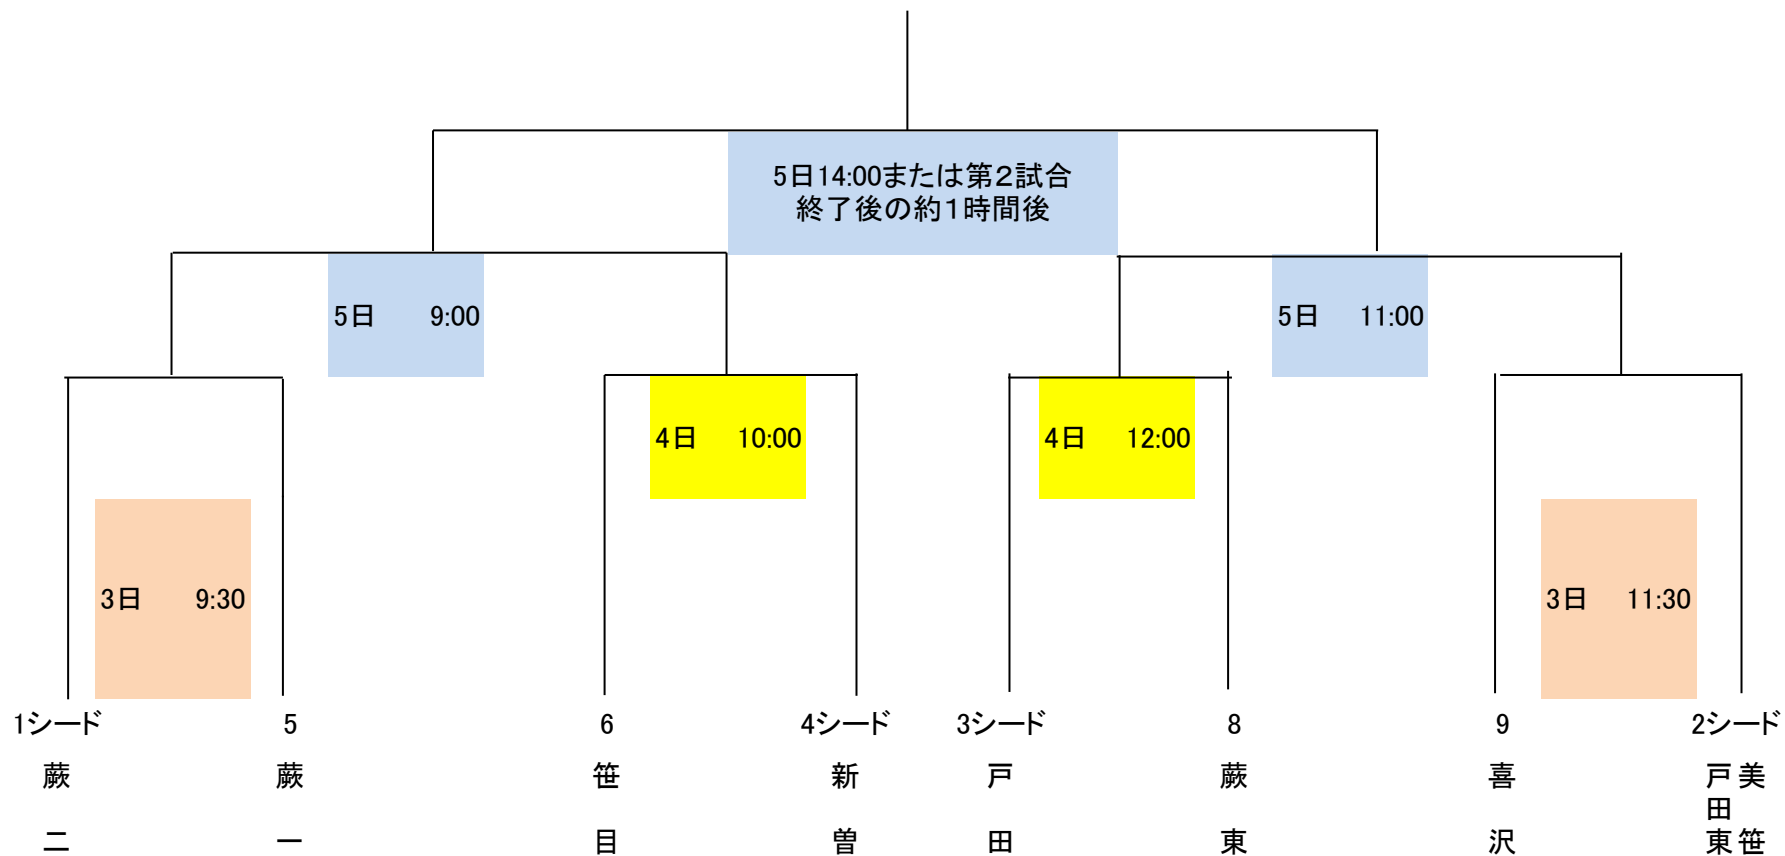 5日14:00または第2試合
終了後の約1時間後
5日 9:00
5日 11:00
4日 10:00
4日 12:00
3日 9:30
3日 11:30
1シード
5
6
4シード
3シード
8
9
2シード
蕨二
蕨一
笹目
新曽
戸田
蕨東
喜沢
戸田東
美笹